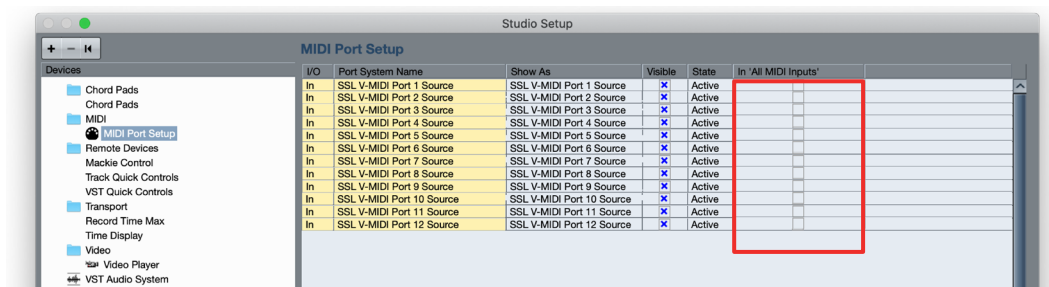 Studio Setup
+ −
MIDI Port Setup
Devices
Chord Pads
Chord Pads
MIDI
MIDI Port Setup
Remote Devices
Mackie Control
Track Quick Controls
VST Quick Controls
Transport
Record Time Max
Time Display
Video
Video Player
VST Audio System
I/O Port System Name Show As Visible State In 'All MIDI Inputs'
In SSL V-MIDI Port 1 Source SSL V-MIDI Port 1 Source Active
In SSL V-MIDI Port 2 Source SSL V-MIDI Port 2 Source Active
In SSL V-MIDI Port 3 Source SSL V-MIDI Port 3 Source Active
In SSL V-MIDI Port 4 Source SSL V-MIDI Port 4 Source Active
In SSL V-MIDI Port 5 Source SSL V-MIDI Port 5 Source Active
In SSL V-MIDI Port 6 Source SSL V-MIDI Port 6 Source Active
In SSL V-MIDI Port 7 Source SSL V-MIDI Port 7 Source Active
In SSL V-MIDI Port 8 Source SSL V-MIDI Port 8 Source Active
In SSL V-MIDI Port 9 Source SSL V-MIDI Port 9 Source Active
In SSL V-MIDI Port 10 Source SSL V-MIDI Port 10 Source Active
In SSL V-MIDI Port 11 Source SSL V-MIDI Port 11 Source Active
In SSL V-MIDI Port 12 Source SSL V-MIDI Port 12 Source Active